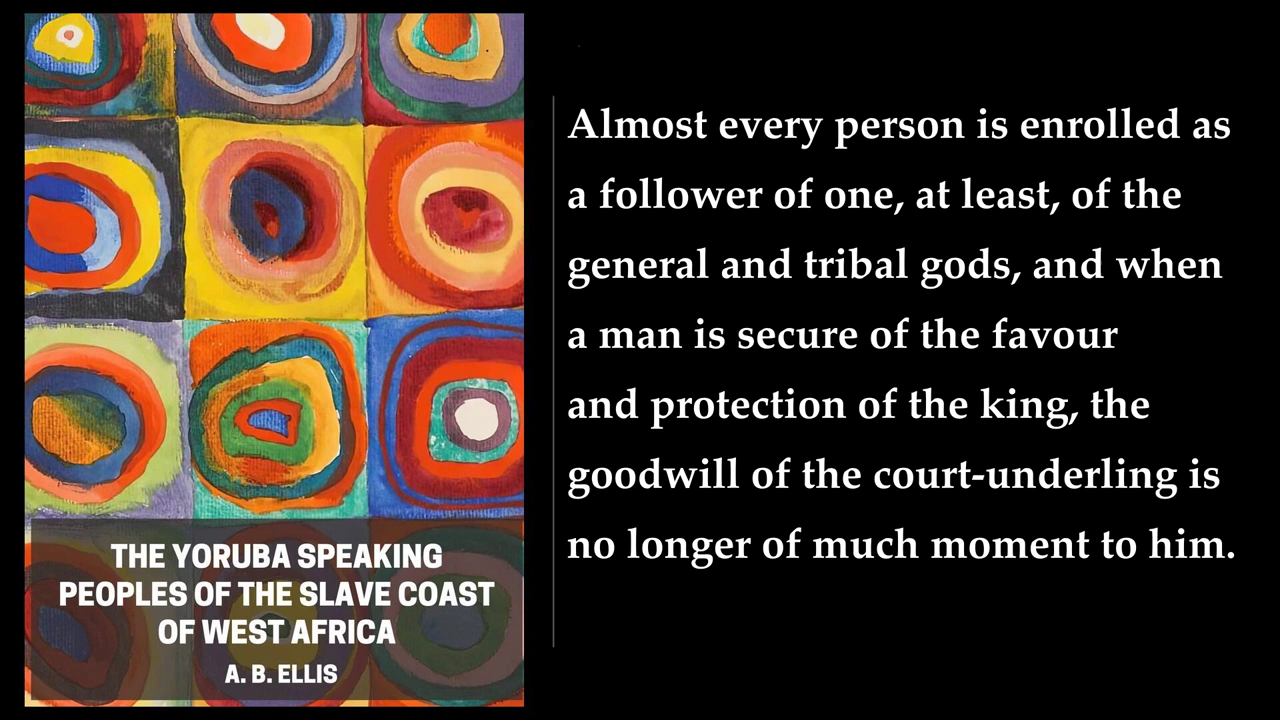 THE YORUBA SPEAKING
PEOPLES OF THE SLAVE COAST
OF WEST AFRICA
A. B. ELLIS
Almost every person is enrolled as
a follower of one, at least, of the
general and tribal gods, and when
a man is secure of the favour
and protection of the king, the
goodwill of the court-underling is
no longer of much moment to him.